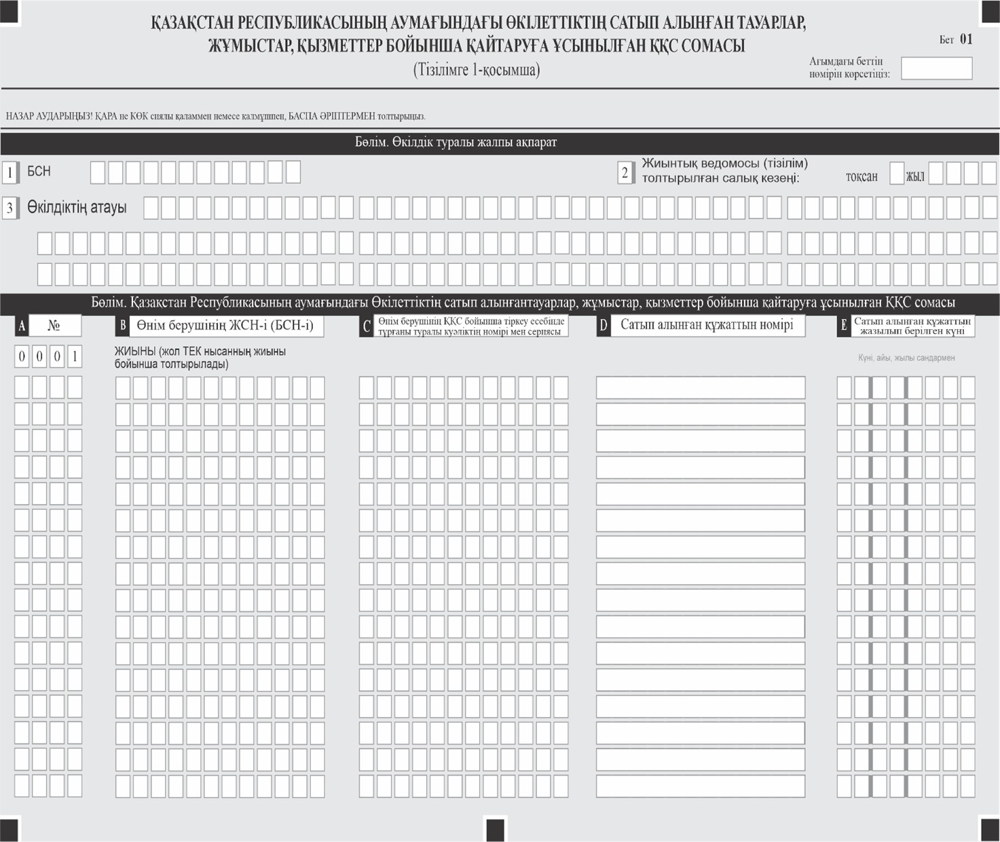 ҚАЗАҚСТАН РЕСПУБЛИКАСЫНЫҢ АУМАҒЫНДАҒЫ ӨКІЛЕТТІКТІҢ САТЫП АЛЫНҒАН ТАУАРЛАР,
ЖҰМЫСТАР, ҚЫЗМЕТТЕР БОЙЫНША ҚАЙТАРУҒА ҰСЫНЫЛҒАН ҚҚС СОМАСЫ
(Тізілімге 1-қосымша)
Бет 01
Ағымдағы беттін
нөмірін көрсетіңіз:
НАЗАР АУДАРЫҢЫЗ! ҚАРА не КӨК сиялы қаламмен немесе қалмұшпен, БАСПА ӘРІПТЕРМЕН толтырыңыз.
Бөлім. Өкілдік туралы жалпы ақпарат
1 БСН
2 Жиынтық ведомосы (тізілім)
толтырылған салық кезеңі: тоқсан жыл
3 Өкілдіктің атауы
Бөлім. Қазақстан Республикасының аумағындағы Өкілеттіктің сатып алынғантауарлар, жұмыстар, қызметтер бойынша қайтаруға ұсынылған ҚҚС сомасы
A №
B Өнім берушінің ЖСН-і (БСН-і)
C Өнім берушінің ҚҚС бойынша тіркеу есебінде
тұрғаны туралы куәліктің нөмірі мен сериясы
D Сатып алынған құжаттын номірі
E Сатып алынған құжаттын
жазылып берілген күні
0 0 0 1
ЖИЫНЫ (жол ТЕК нысанның жиыны
бойынша толтырылады)
Күні, айы, жылы сандармен